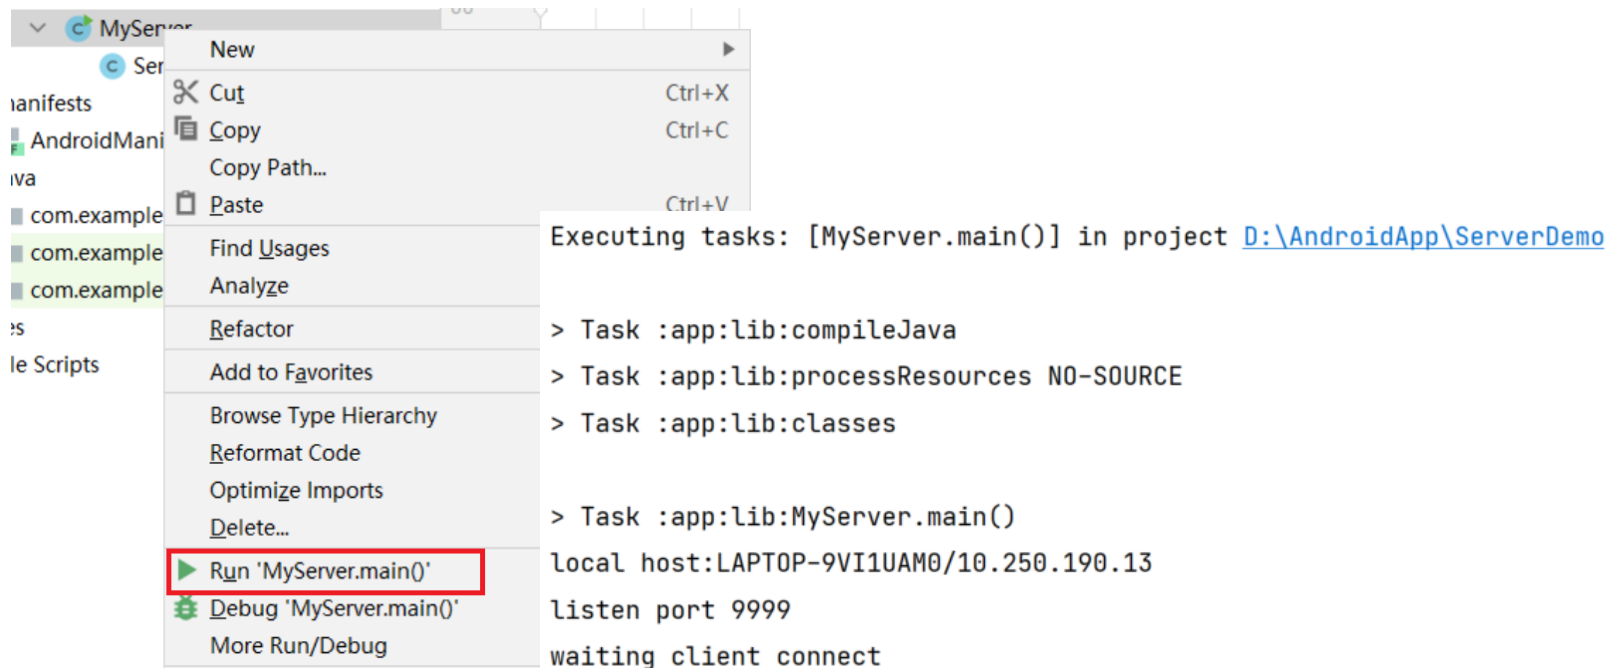 MyServer
New
Ser
Cut Ctrl+X
anifests
Copy Ctrl+C
AndroidMani
Copy Path...
va
Paste Ctrl+V
com.example
Find Usages
com.example
Analyze
com.example
Refactor
es
le Scripts
Add to Favorites
Browse Type Hierarchy
Reformat Code
Optimize Imports
Delete...
Run 'MyServer.main()'
Debug 'MyServer.main()'
More Run/Debug
Executing tasks: [MyServer.main()] in project D:\AndroidApp\ServerDemo
> Task :app:lib:compileJava
> Task :app:lib:processResources NO-SOURCE
> Task :app:lib:classes
> Task :app:lib:MyServer.main()
local host:LAPTOP-9VI1UAM0/10.250.190.13
listen port 9999
waiting client connect